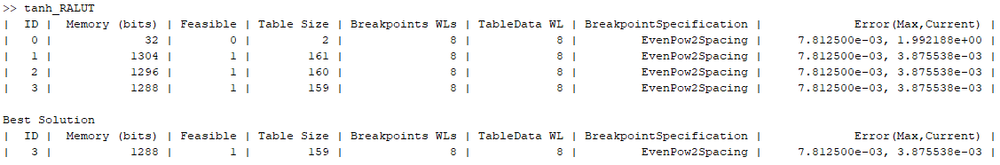 >> tanh_RALUT
| ID | Memory (bits) | Feasible | Table Size | Breakpoints WLs | TableData WL | BreakpointSpecification | Error(Max,Current) |
| 0 | 32 | 0 | 2 | 8 | 8 | EvenPow2Spacing | 7.812500e-03, 1.992188e+00 |
| 1 | 1304 | 1 | 161 | 8 | 8 | EvenPow2Spacing | 7.812500e-03, 3.875538e-03 |
| 2 | 1296 | 1 | 160 | 8 | 8 | EvenPow2Spacing | 7.812500e-03, 3.875538e-03 |
| 3 | 1288 | 1 | 159 | 8 | 8 | EvenPow2Spacing | 7.812500e-03, 3.875538e-03 |
Best Solution
| ID | Memory (bits) | Feasible | Table Size | Breakpoints WLs | TableData WL | BreakpointSpecification | Error(Max,Current) |
| 3 | 1288 | 1 | 159 | 8 | 8 | EvenPow2Spacing | 7.812500e-03, 3.875538e-03 |